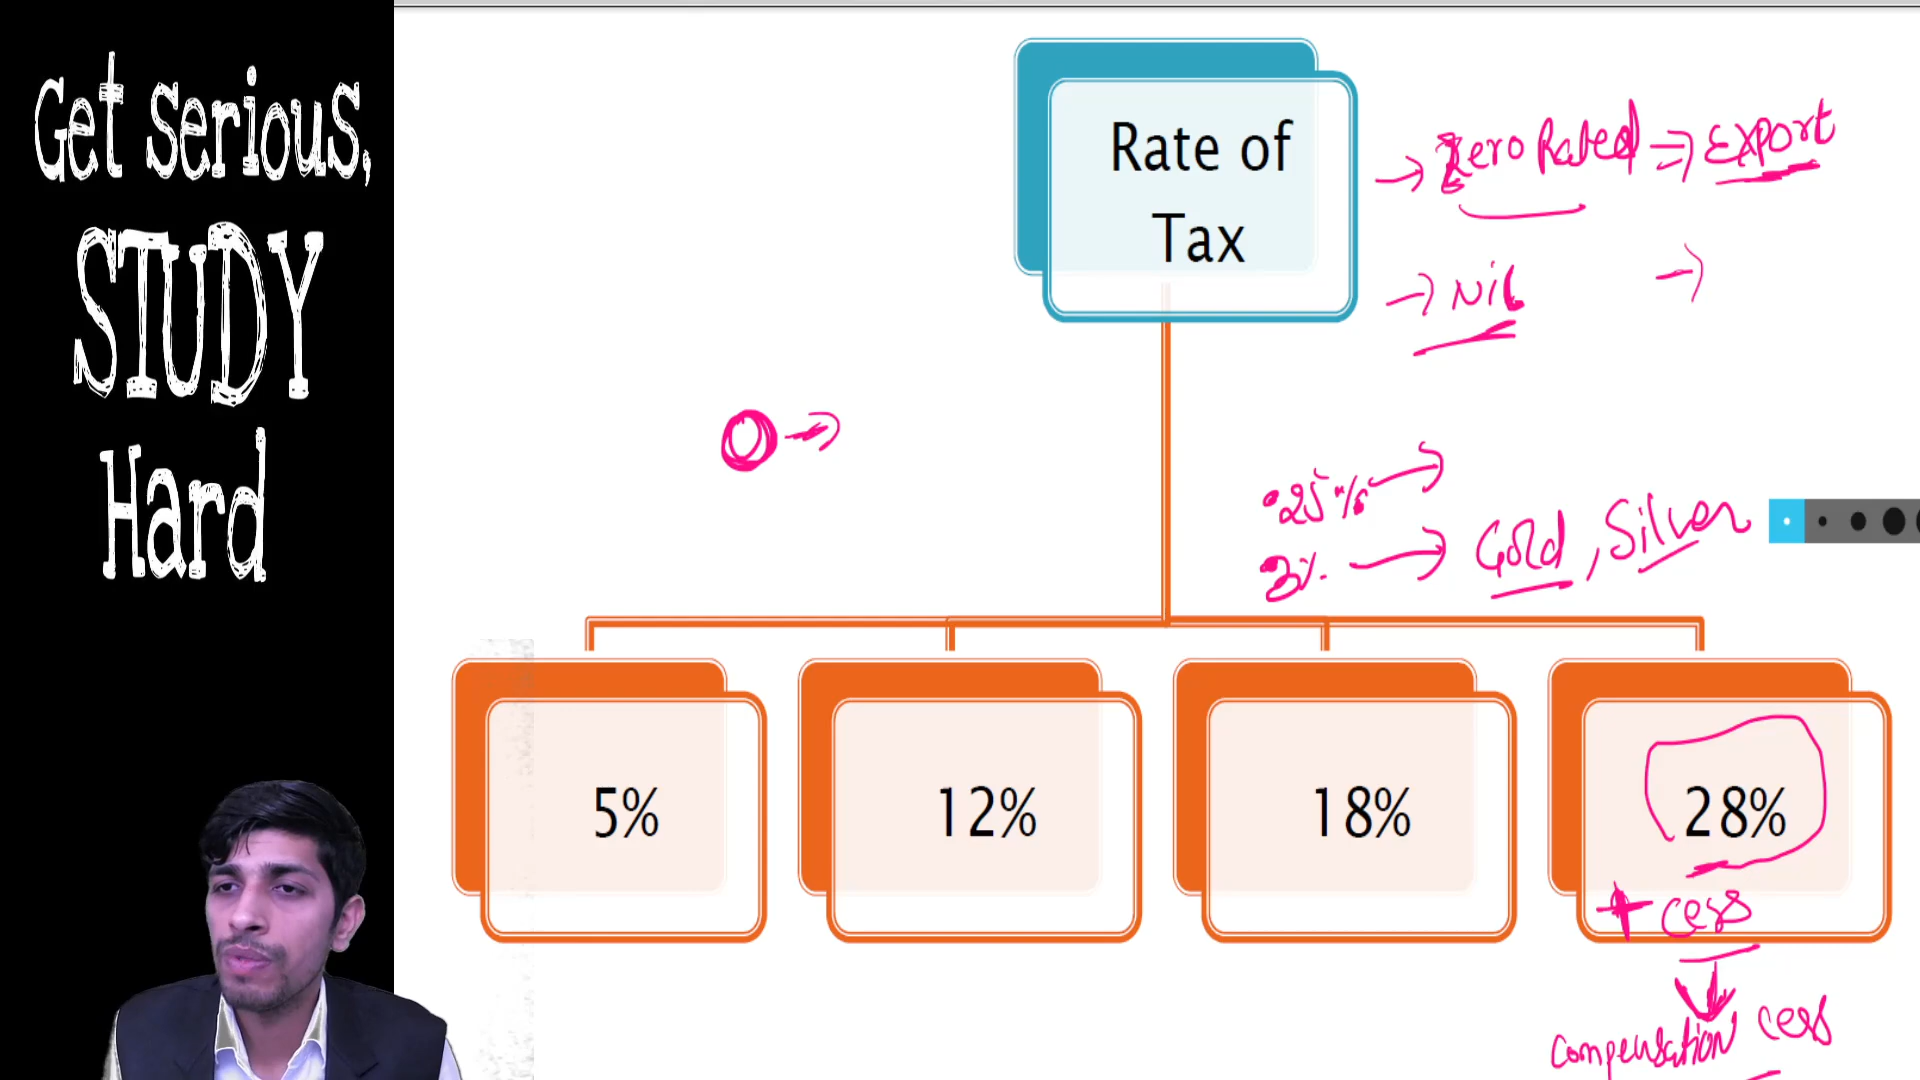 Get serious,
STUDY
Hard
Rate of
Tax
→ Zero Rated ⇒ Export
→ Nil →
O →
.25% →
3% → Gold, Silver
5%
12%
18%
28%
+ cess
compensation cess